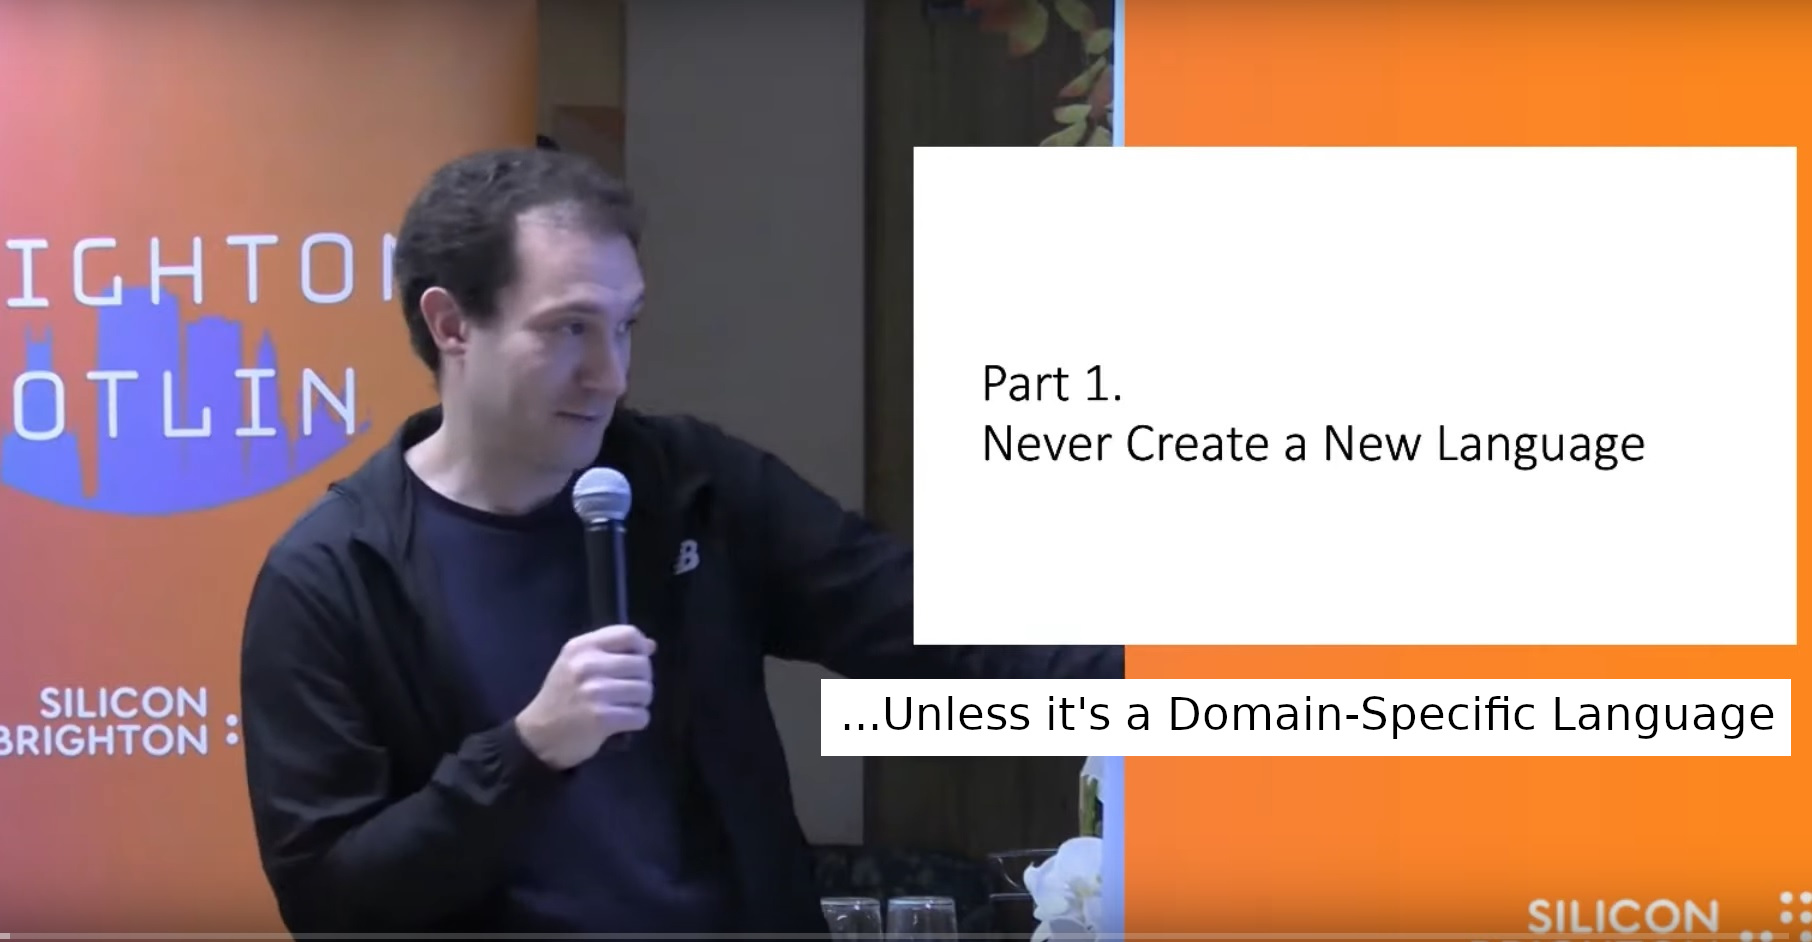 IGHTON
OTLIN
SILICON
BRIGHTON
B
Part 1.
Never Create a New Language
...Unless it's a Domain-Specific Language
SILICON